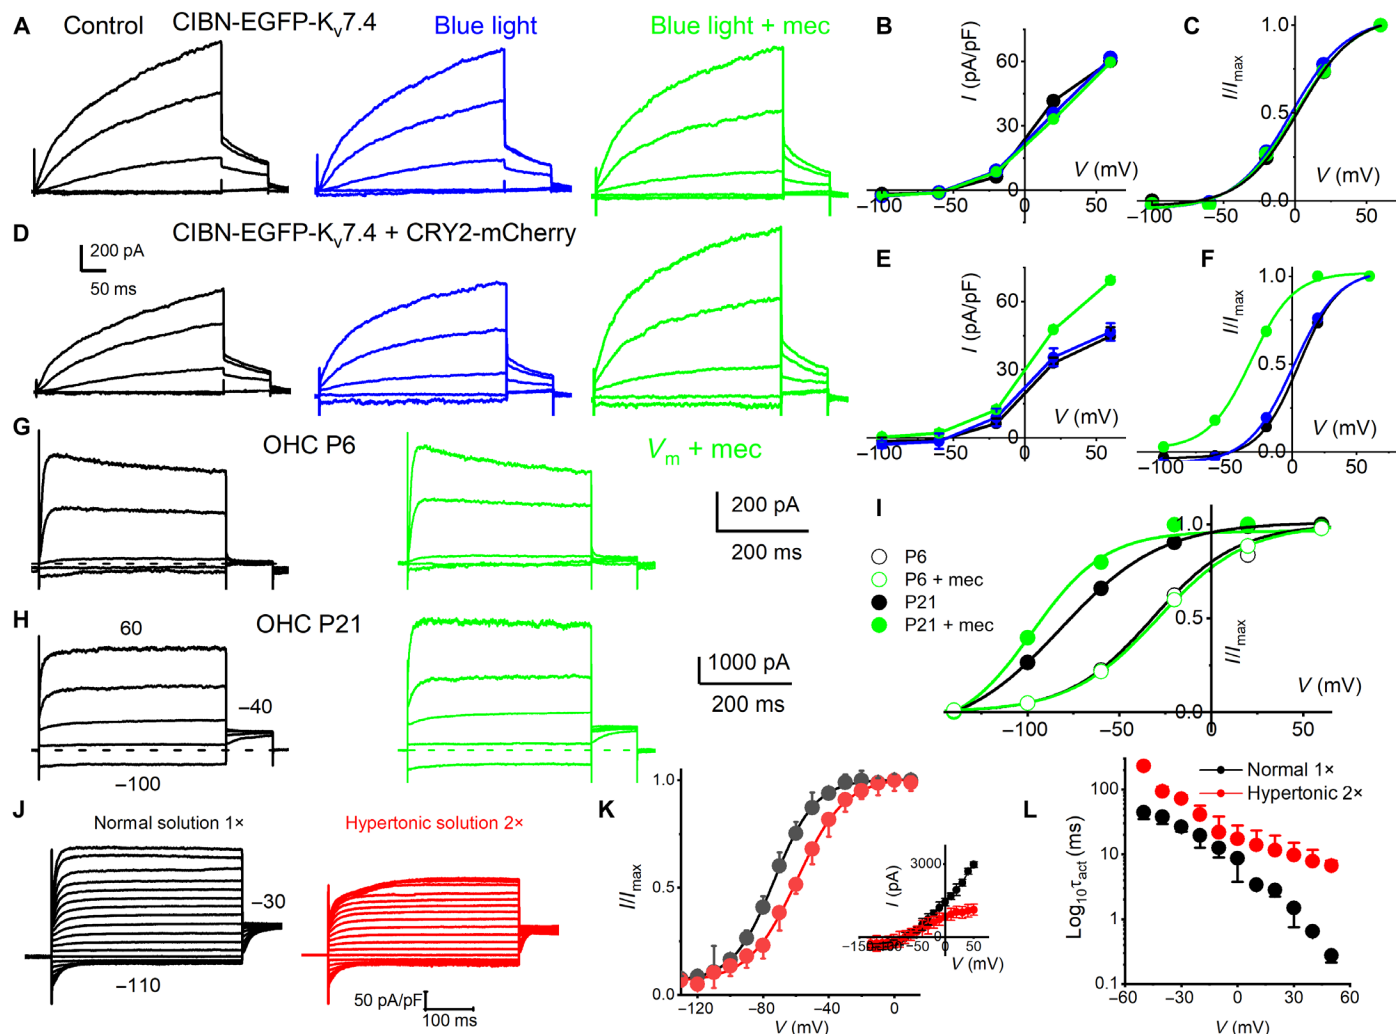 A Control CIBN-EGFP-Kv7.4 Blue light Blue light + mec
B
I (pA/pF)
60
30
0
−100 −50 50
V (mV)
C
I/Imax
1.0
0.5
0.0
−100 −50 0 50
V (mV)
D CIBN-EGFP-Kv7.4 + CRY2-mCherry
200 pA
50 ms
E
I (pA/pF)
60
30
0
−100 −50 50
V (mV)
F
I/Imax
1.0
0.5
0.0
−100 −50 0 50
V (mV)
G OHC P6 Vm + mec
200 pA
200 ms
H OHC P21
60
−40
−100
1000 pA
200 ms
I
P6
P6 + mec
P21
P21 + mec
1.0
0.5
0.0
I/Imax
V (mV)
−100 −50 0 50
J Normal solution 1× Hypertonic solution 2×
−30
−110
50 pA/pF
100 ms
K
I/Imax
1.0
0.5
0.0
−120 −80 −40 0
V (mV)
I (pA)
3000
0
−150 −100 −50 0 50
V (mV)
L
Normal 1×
Hypertonic 2×
Log10τact (ms)
100
10
1
0.1
−60 −30 0 30 60
V (mV)